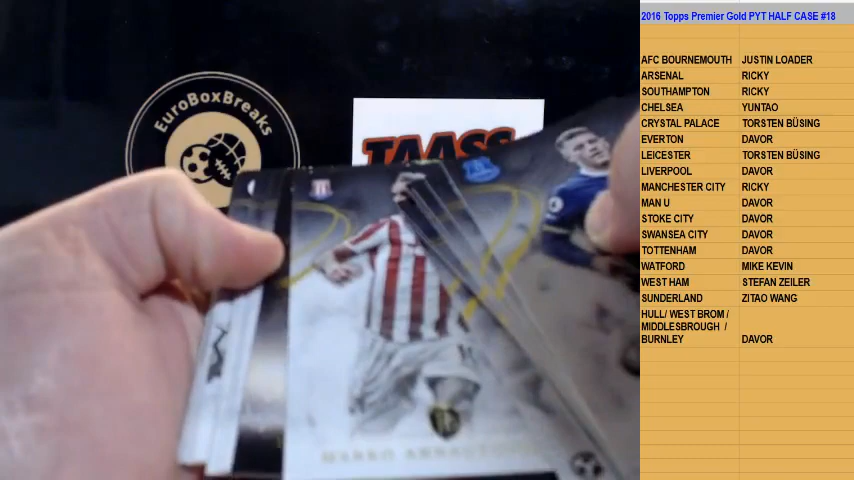 EuroBoxBreaks
TAASS
2016 Topps Premier Gold PYT HALF CASE #18
AFC BOURNEMOUTH JUSTIN LOADER
ARSENAL RICKY
SOUTHAMPTON RICKY
CHELSEA YUNTAO
CRYSTAL PALACE TORSTEN BÜSING
EVERTON DAVOR
LEICESTER TORSTEN BÜSING
LIVERPOOL DAVOR
MANCHESTER CITY RICKY
MAN U DAVOR
STOKE CITY DAVOR
SWANSEA CITY DAVOR
TOTTENHAM DAVOR
WATFORD MIKE KEVIN
WEST HAM STEFAN ZEILER
SUNDERLAND ZITAO WANG
HULL/ WEST BROM /
MIDDLESBROUGH /
BURNLEY DAVOR